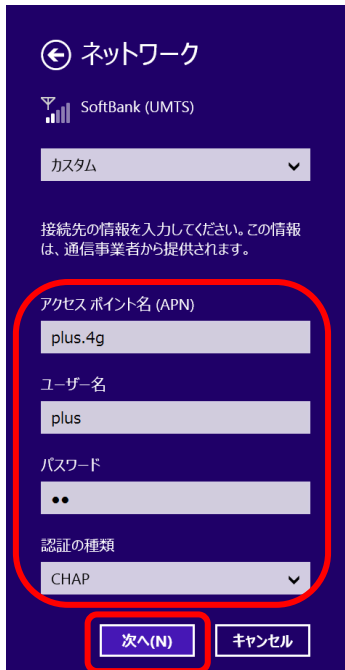 ネットワーク
SoftBank (UMTS)
カスタム
接続先の情報を入力してください。この情報
は、通信事業者から提供されます。
アクセス ポイント名 (APN)
plus.4g
ユーザー名
plus
パスワード
••
認証の種類
CHAP
次へ(N) キャンセル